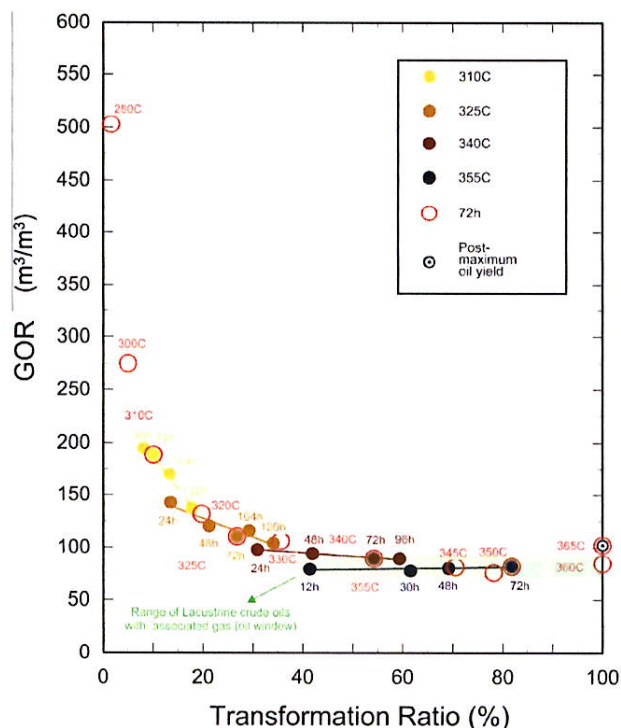 600
550
500
450
400
350
300
250
200
150
100
50
0
GOR (m³/m³)
310C
325C
340C
355C
72h
Post-
maximum
oil yield
280C
300C
310C
320C
24h
48h
104h
120h
72h
325C
330C
24h
48h
340C
72h
96h
355C
345C
350C
365C
360C
12h
30h
48h
72h
Range of Lacustrine crude oils
with associated gas (oil window)
0
10
20
40
60
80
100
Transformation Ratio (%)